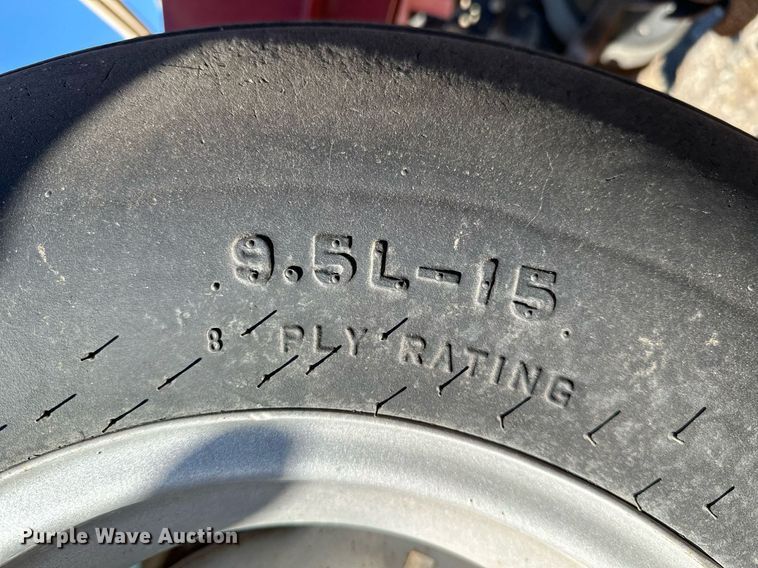 9.5L-15
8 PLY RATING
Purple Wave Auction®